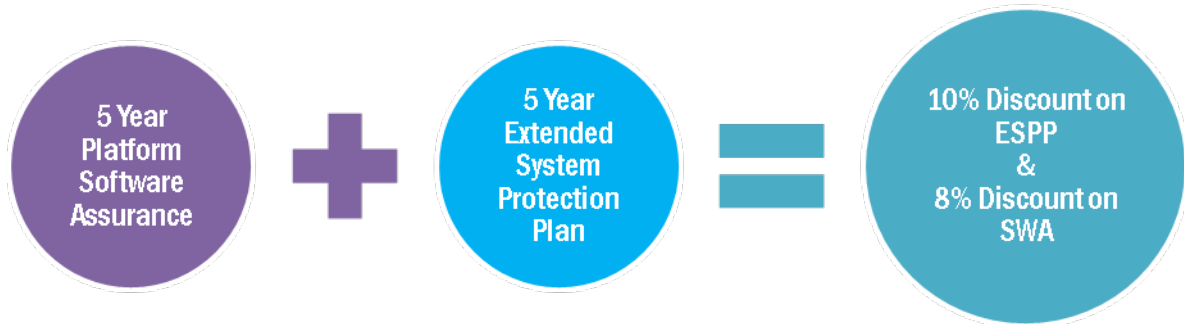 5 Year
Platform
Software
Assurance
5 Year
Extended
System
Protection
Plan
10% Discount on
ESPP
&
8% Discount on
SWA